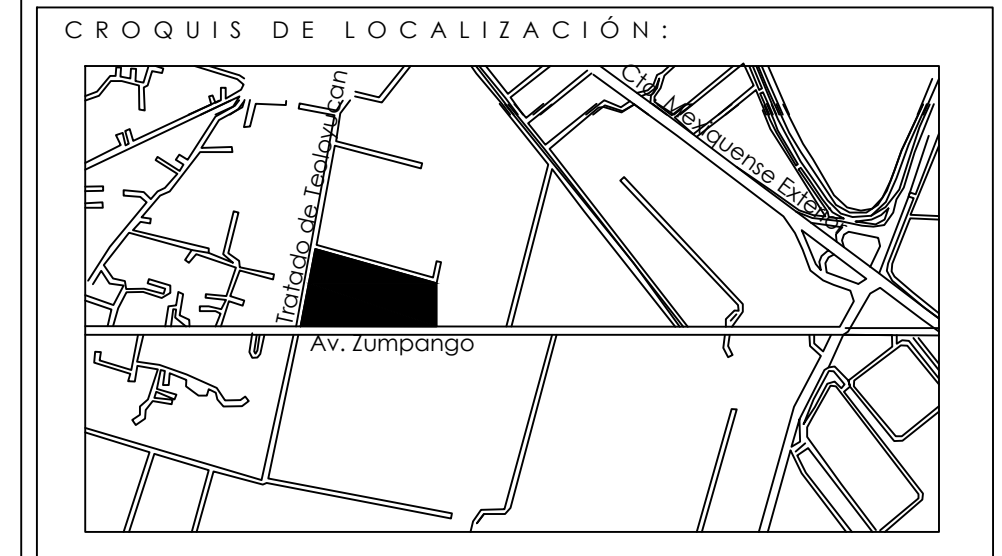 CROQUIS DE LOCALIZACIÓN:
Cto. Mexiquense Exterior
Tratado de Teoloyucan
Av. Zumpango